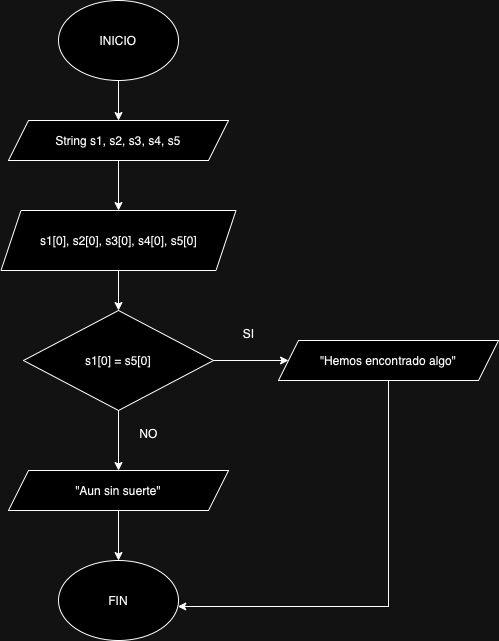 INICIO
String s1, s2, s3, s4, s5
s1[0], s2[0], s3[0], s4[0], s5[0]
s1[0] = s5[0]
SI
"Hemos encontrado algo"
NO
"Aun sin suerte"
FIN